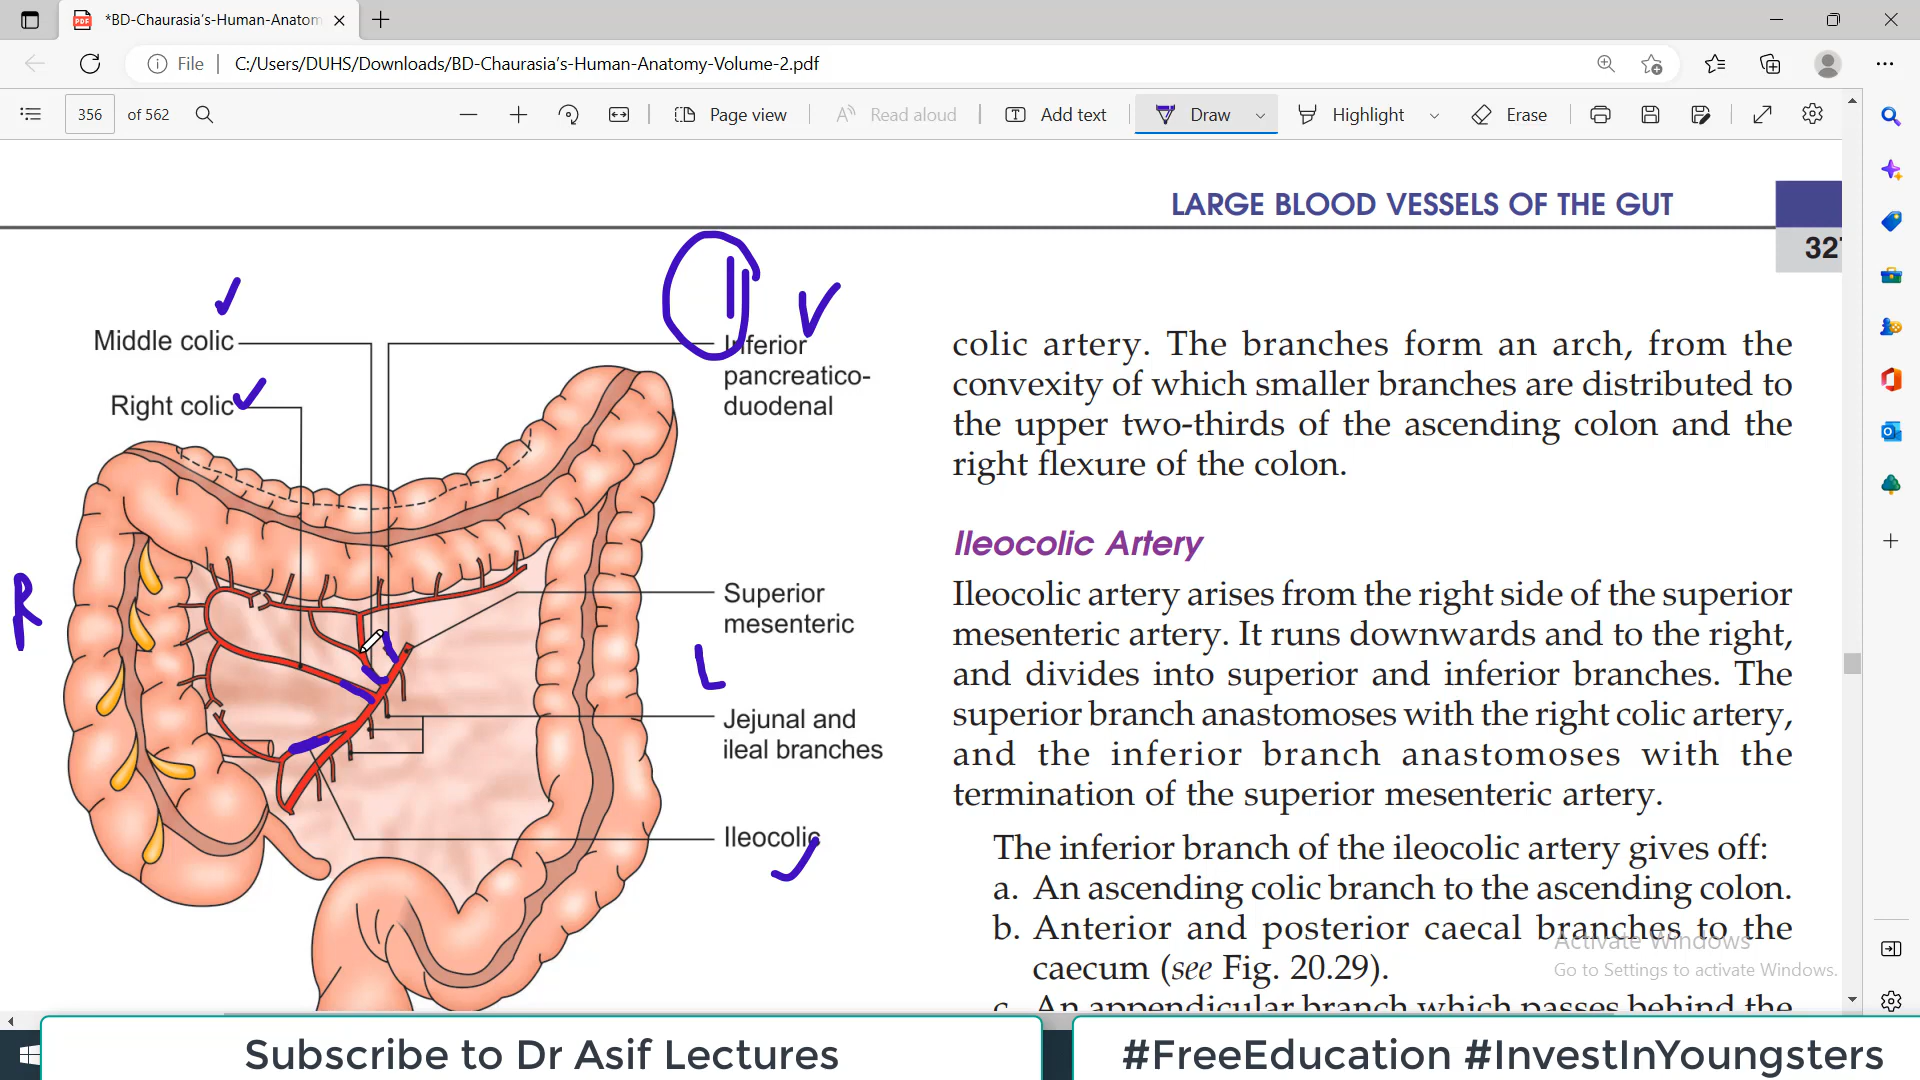 *BD-Chaurasia's-Human-Anatom
File
C:/Users/DUHS/Downloads/BD-Chaurasia's-Human-Anatomy-Volume-2.pdf
356 of 562
Page view
Read aloud
Add text
Draw
Highlight
Erase
LARGE BLOOD VESSELS OF THE GUT
32
Middle colic
Right colic
Inferior
pancreatico-
duodenal
Superior
mesenteric
Jejunal and
ileal branches
Ileocolic
R
L
colic artery. The branches form an arch, from the
convexity of which smaller branches are distributed to
the upper two-thirds of the ascending colon and the
right flexure of the colon.
Ileocolic Artery
Ileocolic artery arises from the right side of the superior
mesenteric artery. It runs downwards and to the right,
and divides into superior and inferior branches. The
superior branch anastomoses with the right colic artery,
and the inferior branch anastomoses with the
termination of the superior mesenteric artery.
The inferior branch of the ileocolic artery gives off:
a. An ascending colic branch to the ascending colon.
b. Anterior and posterior caecal branches to the
caecum (see Fig. 20.29).
c. An appendicular branch which passes behind the
Activate Windows
Go to Settings to activate Windows.
Subscribe to Dr Asif Lectures
#FreeEducation #InvestInYoungsters